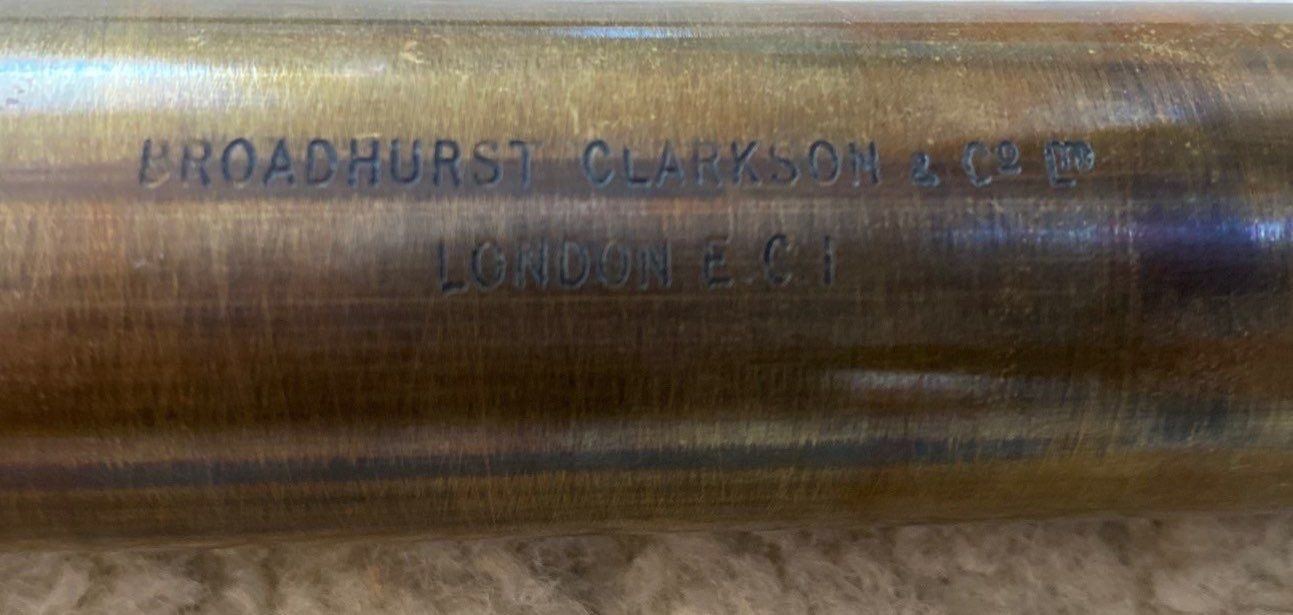 BROADHURST CLARKSON & Cº Lᵀᴰ
LONDON E.C.1